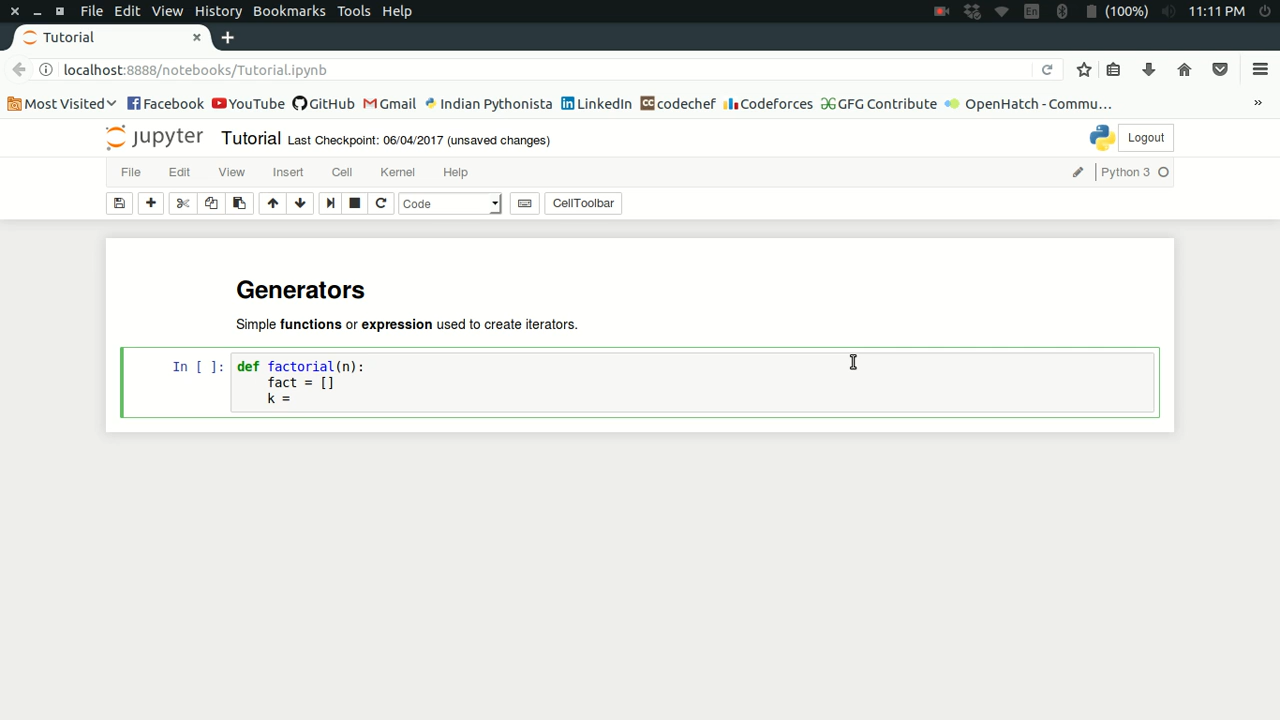 File Edit View History Bookmarks Tools Help En (100%) 11:11 PM
Tutorial
localhost:8888/notebooks/Tutorial.ipynb
Most Visited Facebook YouTube GitHub Gmail Indian Pythonista LinkedIn codechef Codeforces GFG Contribute OpenHatch - Commu… »
jupyter Tutorial Last Checkpoint: 06/04/2017 (unsaved changes) Logout
File Edit View Insert Cell Kernel Help Python 3
Code CellToolbar
Generators
Simple functions or expression used to create iterators.
In [ ]: def factorial(n):
fact = []
k =